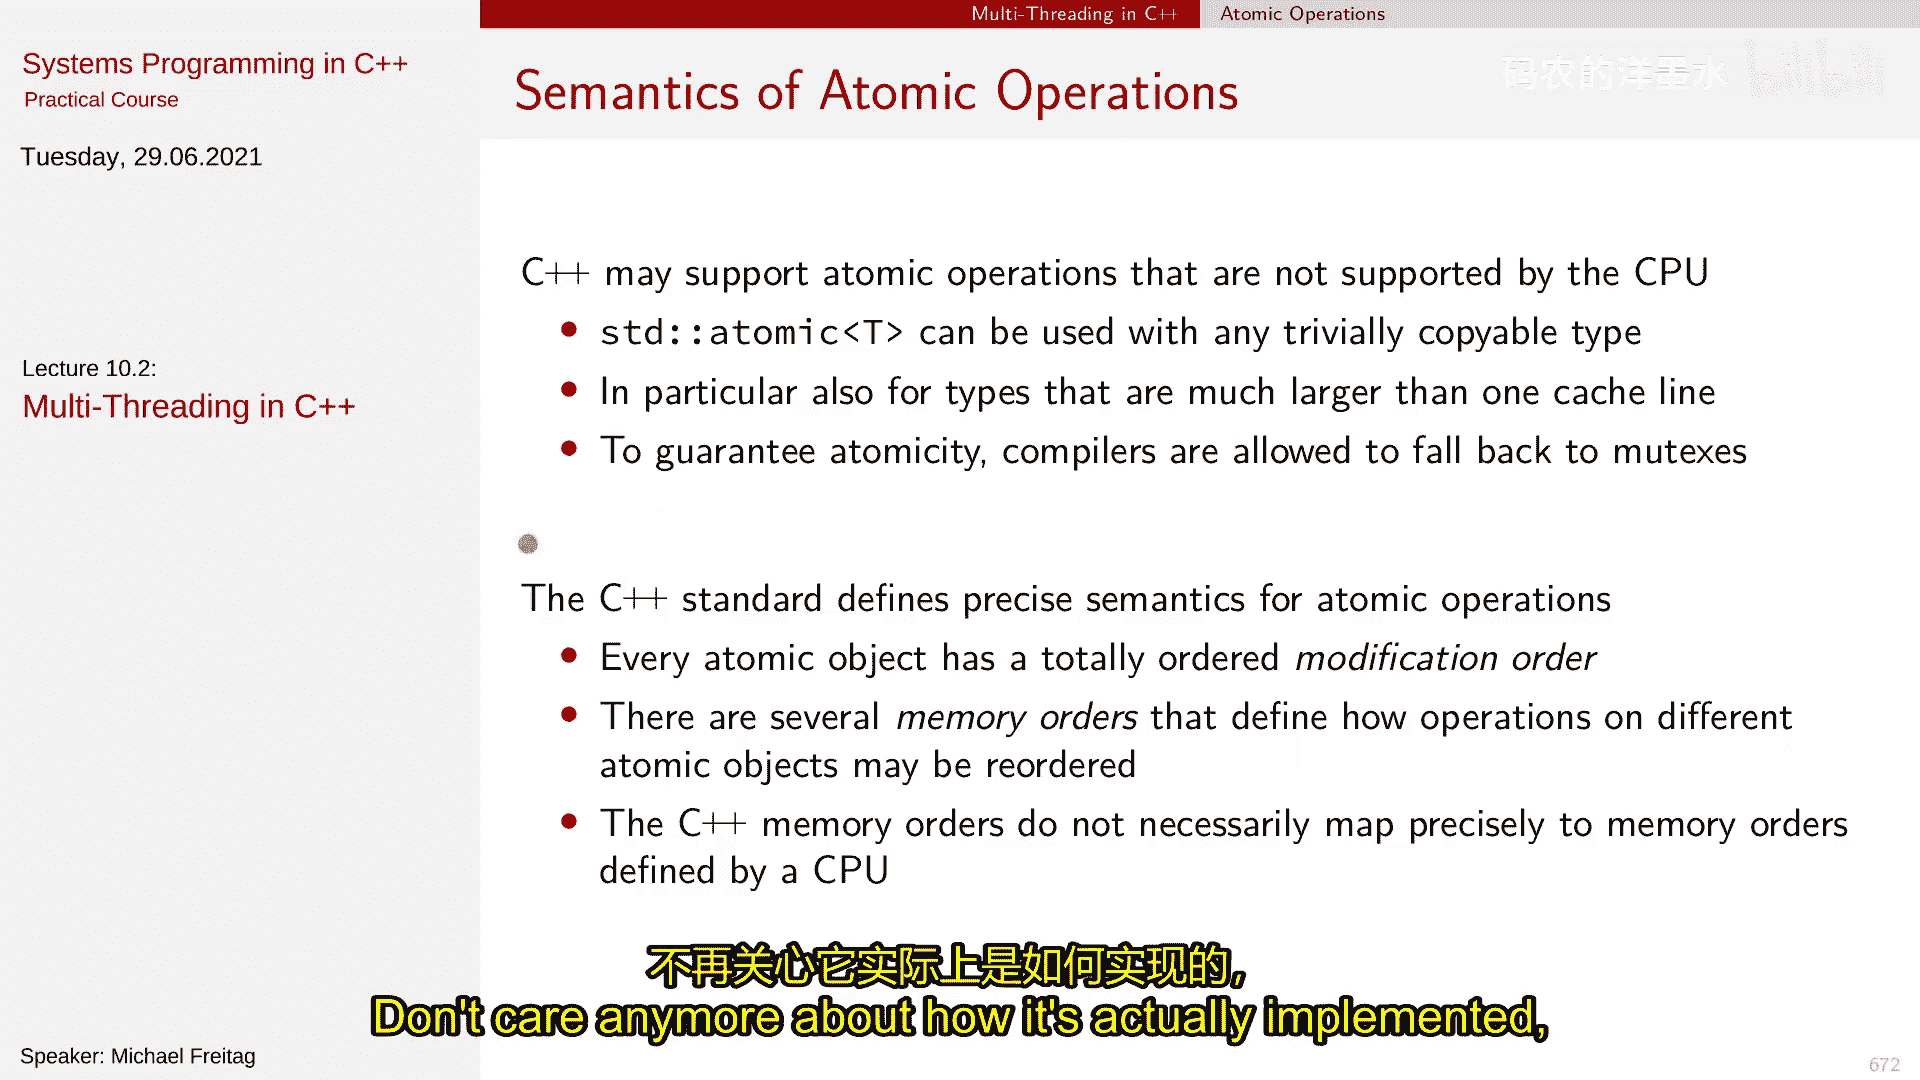 Multi-Threading in C++
Atomic Operations
Systems Programming in C++
Practical Course
Tuesday, 29.06.2021
Lecture 10.2:
Multi-Threading in C++
Speaker: Michael Freitag
Semantics of Atomic Operations
码农的洋墨水 bilibili
C++ may support atomic operations that are not supported by the CPU
std::atomic<T> can be used with any trivially copyable type
In particular also for types that are much larger than one cache line
To guarantee atomicity, compilers are allowed to fall back to mutexes
The C++ standard defines precise semantics for atomic operations
Every atomic object has a totally ordered modification order
There are several memory orders that define how operations on different
atomic objects may be reordered
The C++ memory orders do not necessarily map precisely to memory orders
defined by a CPU
不再关心它实际上是如何实现的,
Don't care anymore about how it's actually implemented,
672